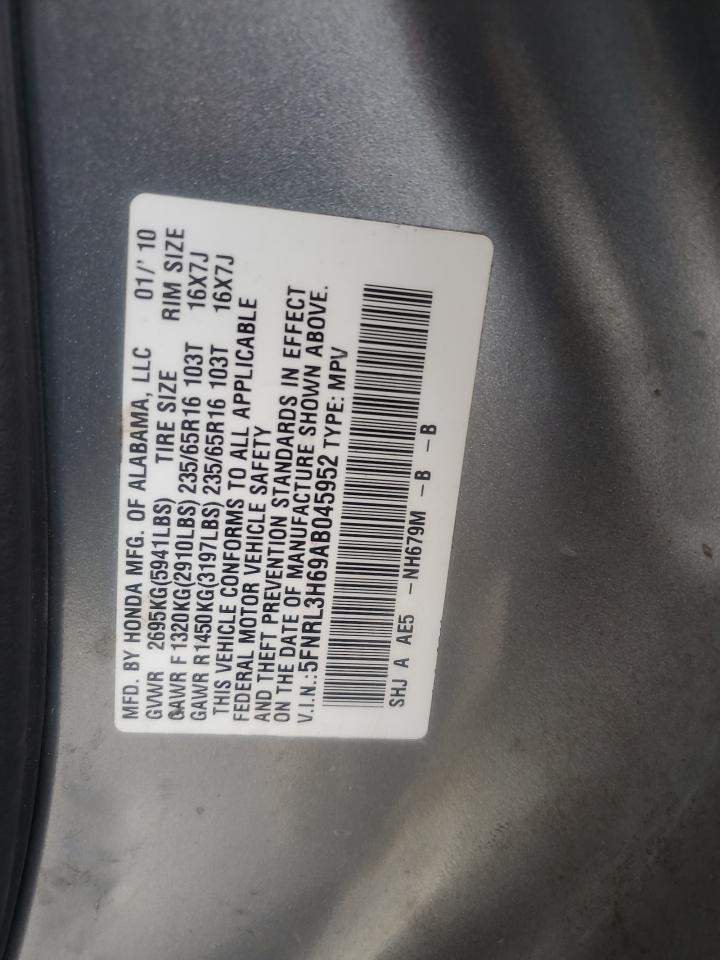 MFD. BY HONDA MFG. OF ALABAMA, LLC 01/'10
GVWR 2695KG(5941LBS) TIRE SIZE RIM SIZE
GAWR F 1320KG(2910LBS) 235/65R16 103T 16X7J
GAWR R1450KG(3197LBS) 235/65R16 103T 16X7J
THIS VEHICLE CONFORMS TO ALL APPLICABLE
FEDERAL MOTOR VEHICLE SAFETY
AND THEFT PREVENTION STANDARDS IN EFFECT
ON THE DATE OF MANUFACTURE SHOWN ABOVE.
V.I.N.:5FNRL3H69AB045952 TYPE: MPV
SHJ A AE5 -NH679M -B -B